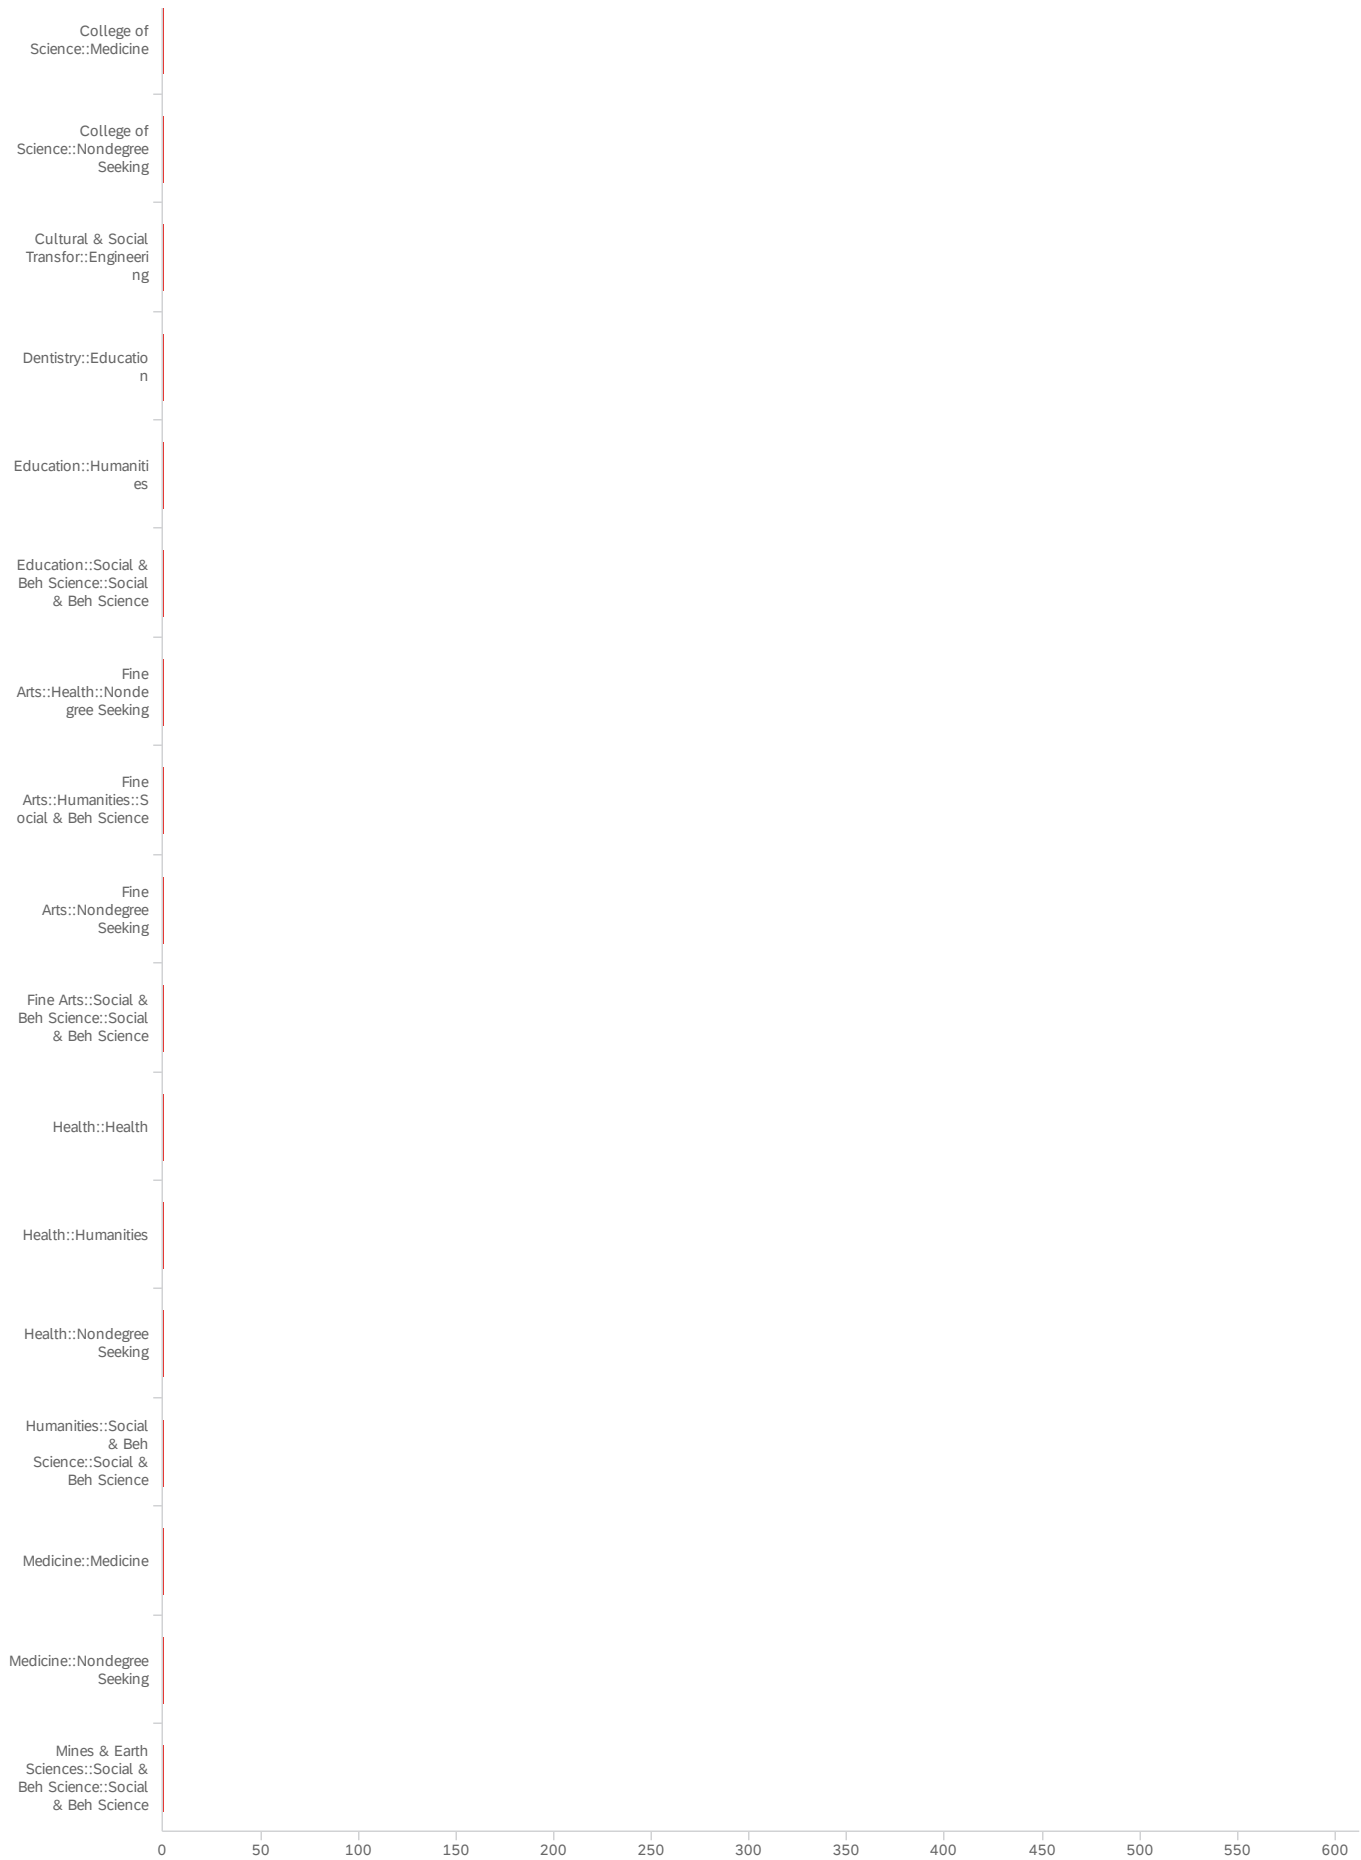 College of
Science::Medicine
College of
Science::Nondegree
Seeking
Cultural & Social
Transfor::Engineeri
ng
Dentistry::Educatio
n
Education::Humaniti
es
Education::Social &
Beh Science::Social
& Beh Science
Fine
Arts::Health::Nonde
gree Seeking
Fine
Arts::Humanities::S
ocial & Beh Science
Fine
Arts::Nondegree
Seeking
Fine Arts::Social &
Beh Science::Social
& Beh Science
Health::Health
Health::Humanities
Health::Nondegree
Seeking
Humanities::Social
& Beh
Science::Social &
Beh Science
Medicine::Medicine
Medicine::Nondegree
Seeking
Mines & Earth
Sciences::Social &
Beh Science::Social
& Beh Science
0 50 100 150 200 250 300 350 400 450 500 550 600